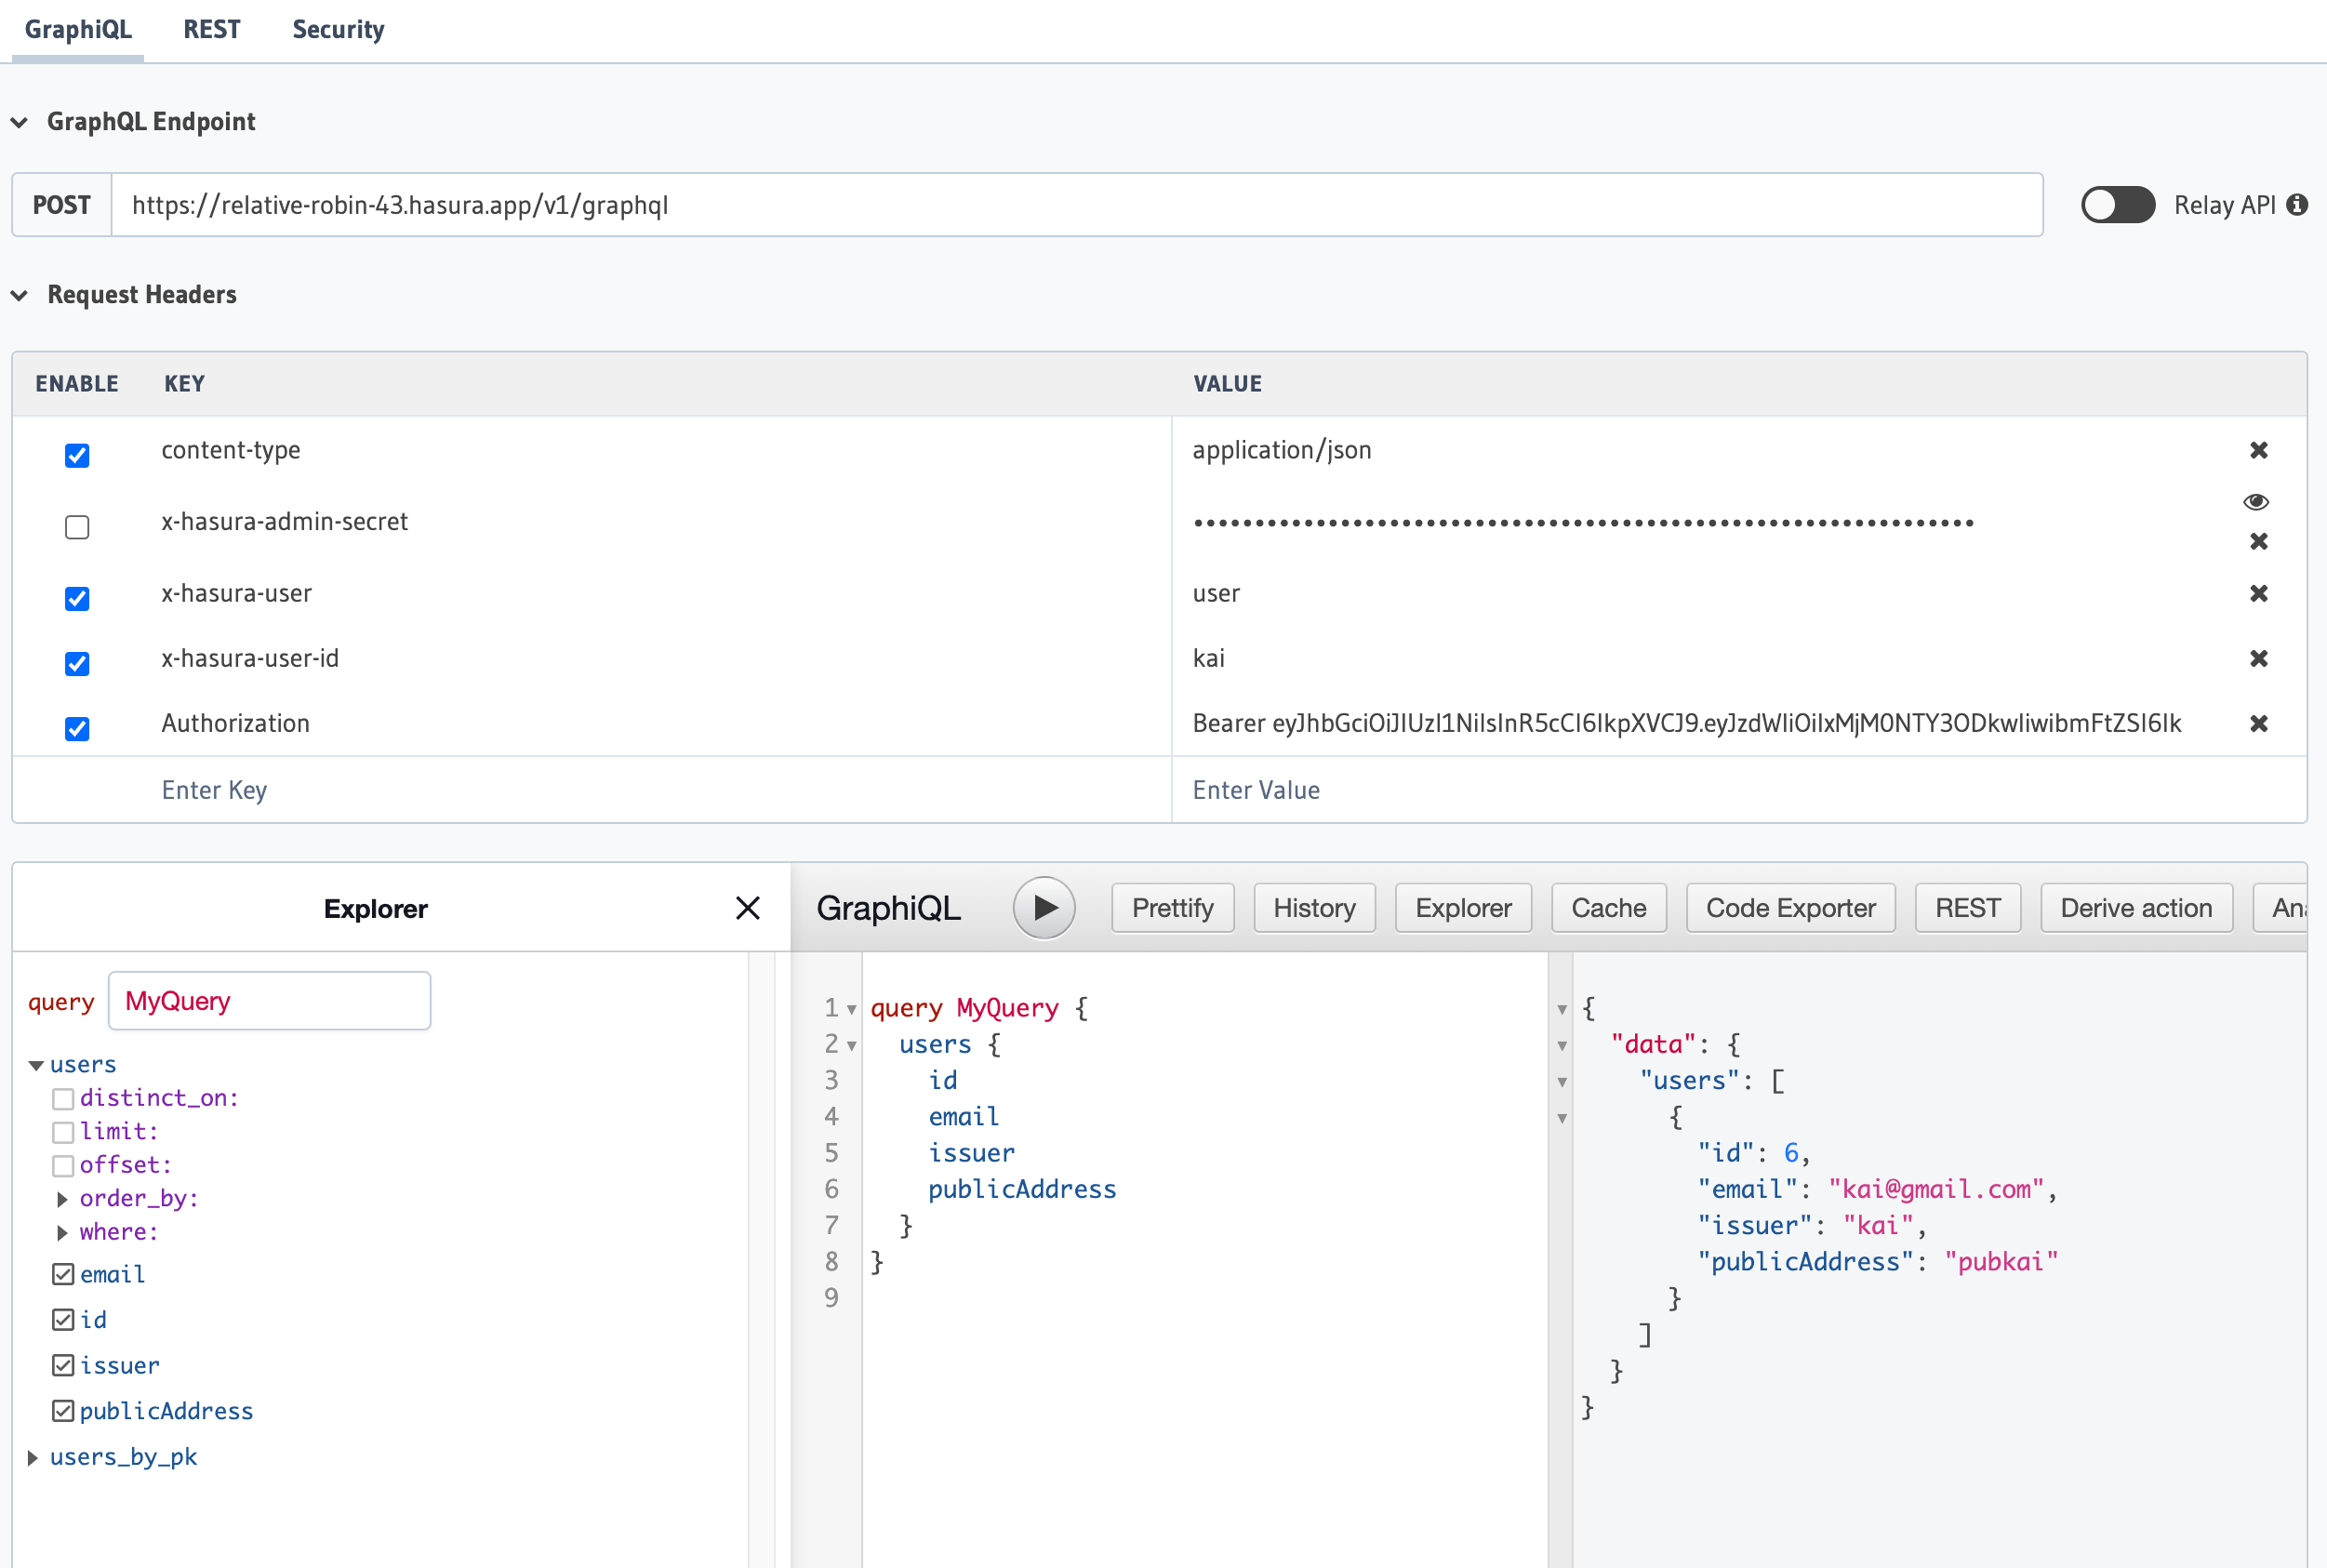 GraphiQL REST Security
GraphQL Endpoint
POST https://relative-robin-43.hasura.app/v1/graphql Relay API
Request Headers
ENABLE KEY VALUE
content-type application/json
x-hasura-admin-secret ••••••••••••••••••••••••••••••••••••••••••••••••••••••••••••••••
x-hasura-user user
x-hasura-user-id kai
Authorization Bearer eyJhbGciOiJIUzI1NiIsInR5cCI6IkpXVCJ9.eyJzdWIiOiIxMjM0NTY3ODkwIiwibmFtZSI6Ik
Enter Key Enter Value
Explorer
GraphiQL Prettify History Explorer Cache Code Exporter REST Derive action
query MyQuery
users
distinct_on:
limit:
offset:
order_by:
where:
email
id
issuer
publicAddress
users_by_pk
1 query MyQuery {
2 users {
3 id
4 email
5 issuer
6 publicAddress
7 }
8 }
9
{
"data": {
"users": [
{
"id": 6,
"email": "kai@gmail.com",
"issuer": "kai",
"publicAddress": "pubkai"
}
]
}
}